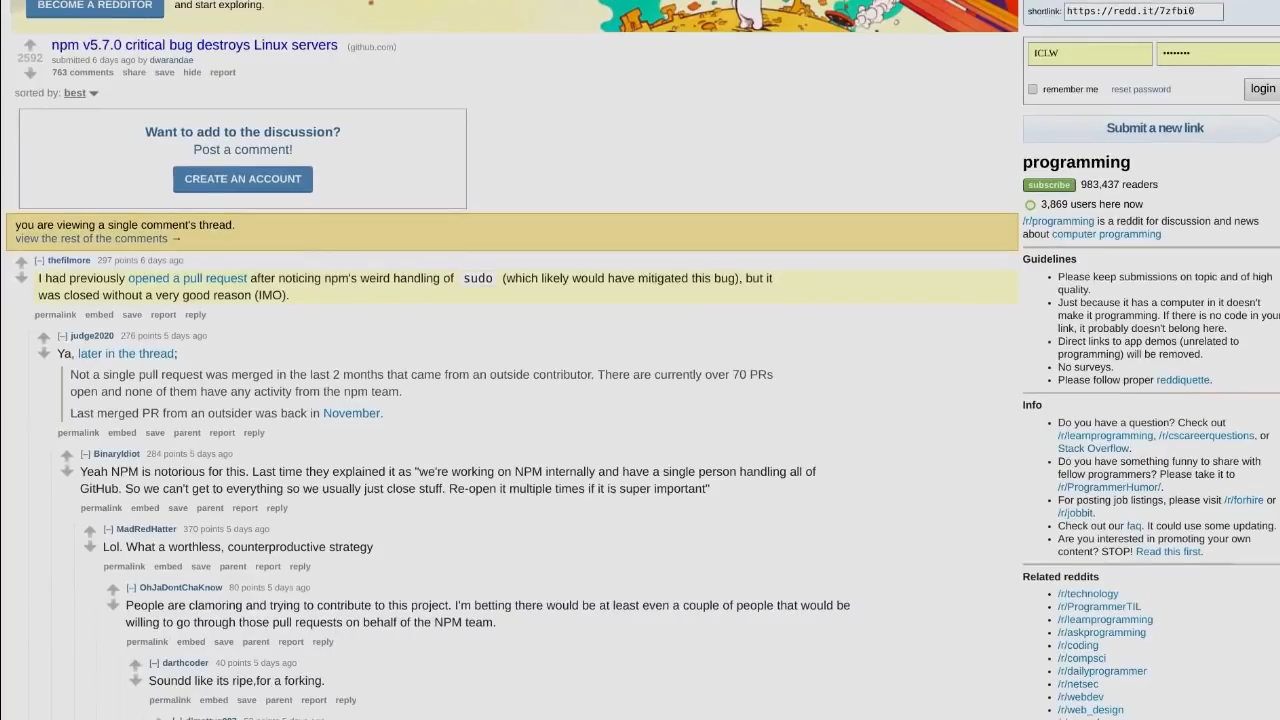 BECOME A REDDITOR
and start exploring.
shortlink: https://redd.it/7zfbi0
npm v5.7.0 critical bug destroys Linux servers (github.com)
2592
submitted 6 days ago by dwarandae
763 comments share save hide report
sorted by: best
ICLW ••••••••
remember me reset password login
Want to add to the discussion?
Post a comment!
CREATE AN ACCOUNT
you are viewing a single comment's thread.
view the rest of the comments →
[–] thefilmore 297 points 6 days ago
I had previously opened a pull request after noticing npm's weird handling of sudo (which likely would have mitigated this bug), but it
was closed without a very good reason (IMO).
permalink embed save report reply
[–] judge2020 276 points 5 days ago
Ya, later in the thread;
Not a single pull request was merged in the last 2 months that came from an outside contributor. There are currently over 70 PRs
open and none of them have any activity from the npm team.
Last merged PR from an outsider was back in November.
permalink embed save parent report reply
[–] BinaryIdiot 284 points 5 days ago
Yeah NPM is notorious for this. Last time they explained it as "we're working on NPM internally and have a single person handling all of
GitHub. So we can't get to everything so we usually just close stuff. Re-open it multiple times if it is super important"
permalink embed save parent report reply
[–] MadRedHatter 370 points 5 days ago
Lol. What a worthless, counterproductive strategy
permalink embed save parent report reply
[–] OhJaDontChaKnow 80 points 5 days ago
People are clamoring and trying to contribute to this project. I'm betting there would be at least even a couple of people that would be
willing to go through those pull requests on behalf of the NPM team.
permalink embed save parent report reply
[–] darthcoder 40 points 5 days ago
Soundd like its ripe,for a forking.
permalink embed save parent report reply
Submit a new link
programming
subscribe 983,437 readers
3,869 users here now
/r/programming is a reddit for discussion and news
about computer programming
Guidelines
• Please keep submissions on topic and of high
quality.
• Just because it has a computer in it doesn't
make it programming. If there is no code in your
link, it probably doesn't belong here.
• Direct links to app demos (unrelated to
programming) will be removed.
• No surveys.
• Please follow proper reddiquette.
Info
• Do you have a question? Check out
/r/learnprogramming, /r/cscareerquestions, or
Stack Overflow.
• Do you have something funny to share with
fellow programmers? Please take it to
/r/ProgrammerHumor/.
• For posting job listings, please visit /r/forhire or
/r/jobbit.
• Check out our faq. It could use some updating.
• Are you interested in promoting your own
content? STOP! Read this first.
Related reddits
• /r/technology
• /r/ProgrammerTIL
• /r/learnprogramming
• /r/askprogramming
• /r/coding
• /r/compsci
• /r/dailyprogrammer
• /r/netsec
• /r/webdev
• /r/web_design